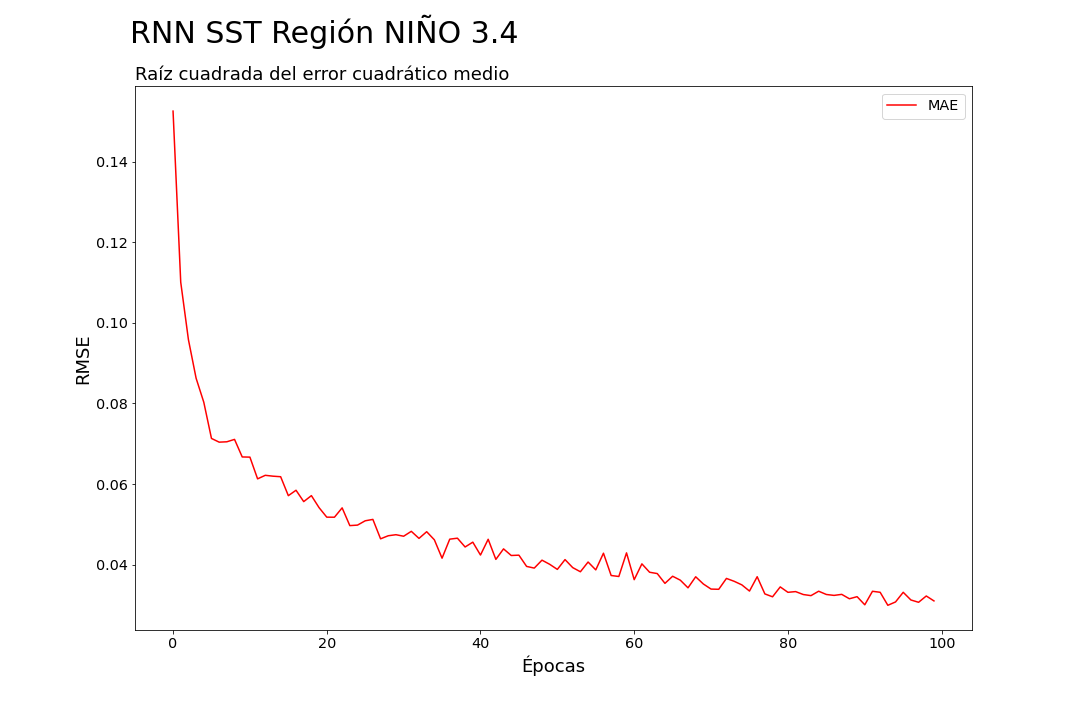 RNN SST Región NIÑO 3.4
Raíz cuadrada del error cuadrático medio
MAE
0.14
0.12
0.10
0.08
0.06
0.04
RMSE
0 20 40 60 80 100
Épocas